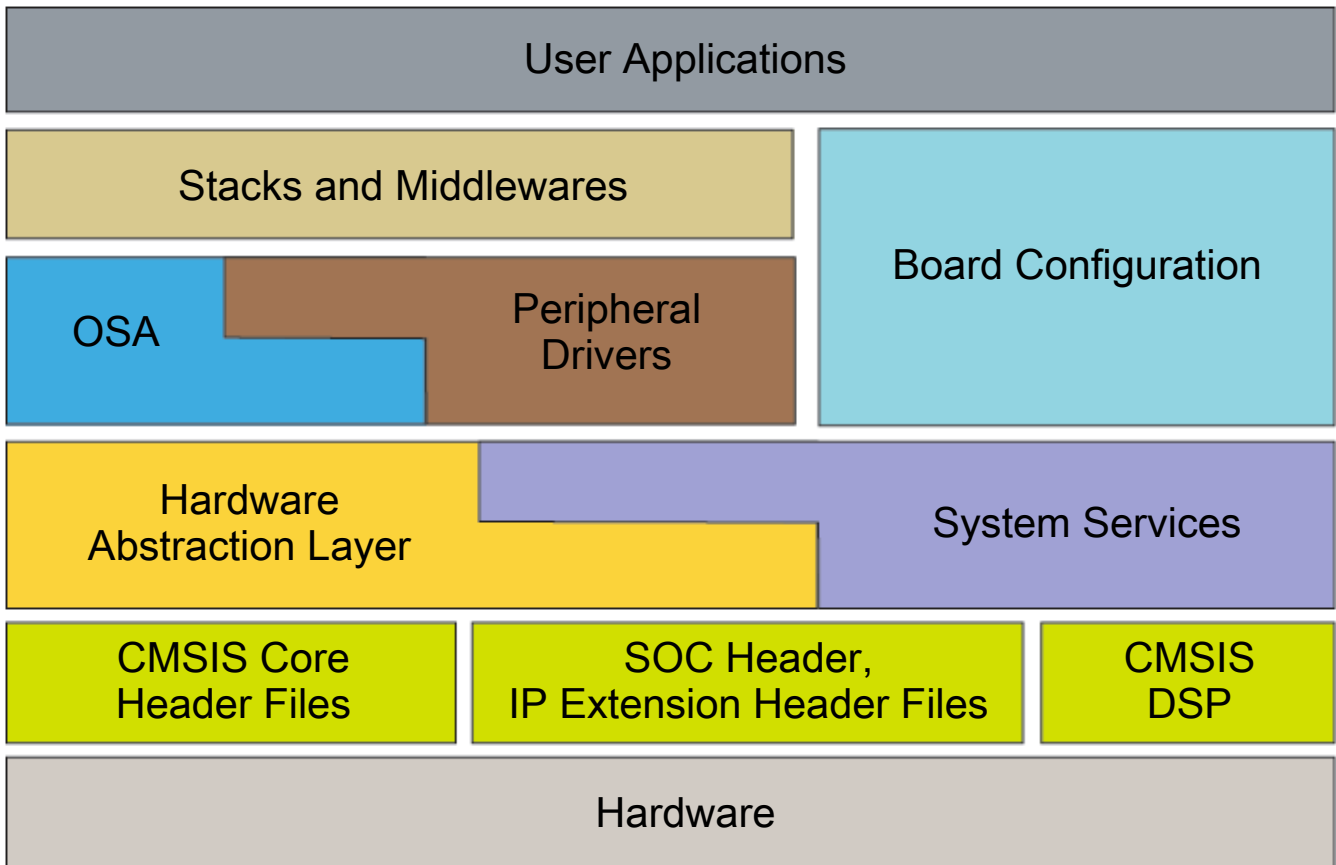 User Applications
Stacks and Middlewares
Board Configuration
OSA
Peripheral
Drivers
Hardware
Abstraction Layer
System Services
CMSIS Core
Header Files
SOC Header,
IP Extension Header Files
CMSIS
DSP
Hardware